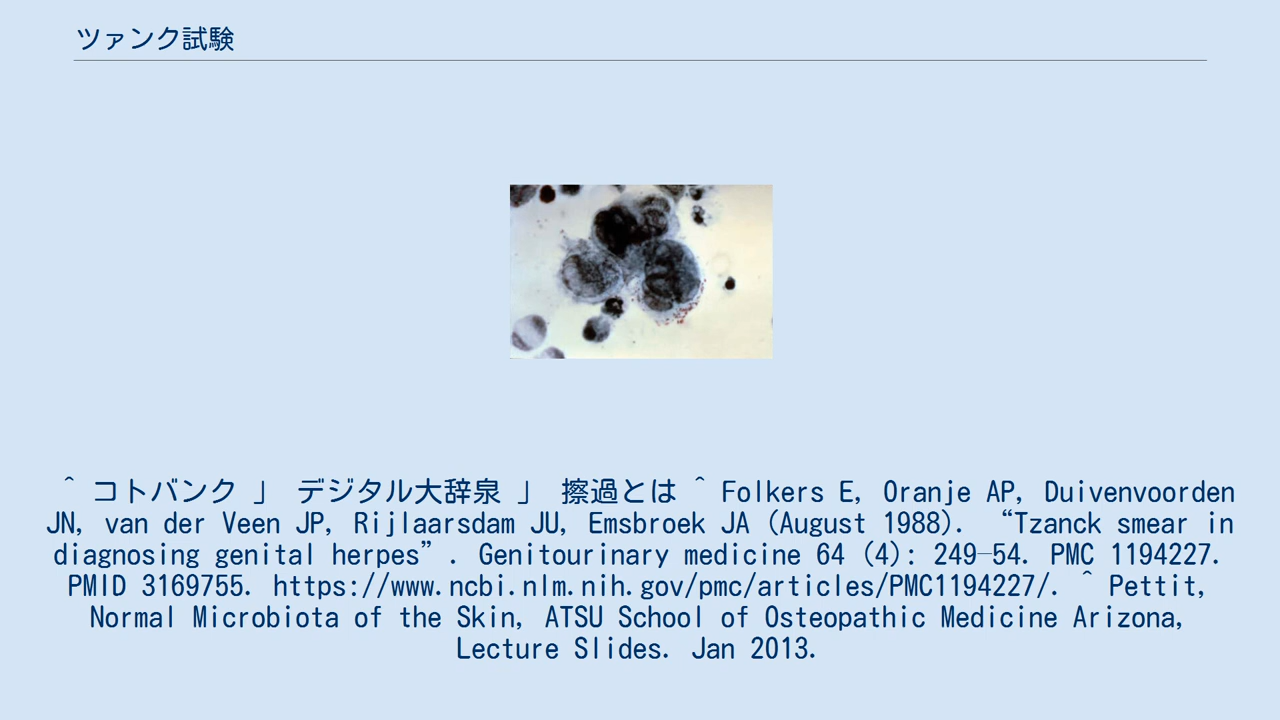 ツァンク試験
^ コトバンク 」 デジタル大辞泉 」 擦過とは ^ Folkers E, Oranje AP, Duivenvoorden
JN, van der Veen JP, Rijlaarsdam JU, Emsbroek JA (August 1988). “Tzanck smear in
diagnosing genital herpes” . Genitourinary medicine 64 (4): 249–54. PMC 1194227.
PMID 3169755. https://www.ncbi.nlm.nih.gov/pmc/articles/PMC1194227/. ^ Pettit,
Normal Microbiota of the Skin, ATSU School of Osteopathic Medicine Arizona,
Lecture Slides. Jan 2013.